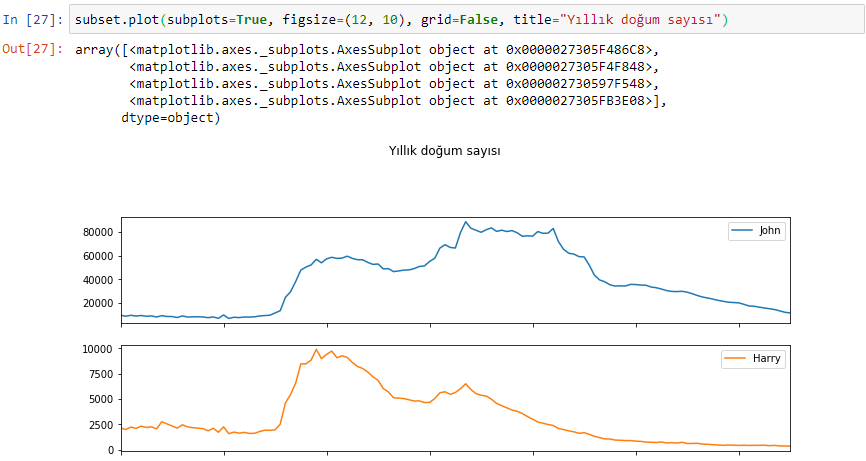 In [27]: subset.plot(subplots=True, figsize=(12, 10), grid=False, title="Yıllık doğum sayısı")
Out[27]: array([<matplotlib.axes._subplots.AxesSubplot object at 0x0000027305F486C8>,
<matplotlib.axes._subplots.AxesSubplot object at 0x0000027305F4F848>,
<matplotlib.axes._subplots.AxesSubplot object at 0x000002730597F548>,
<matplotlib.axes._subplots.AxesSubplot object at 0x0000027305FB3E08>],
dtype=object)
Yıllık doğum sayısı
John
80000
60000
40000
20000
Harry
10000
7500
5000
2500
0